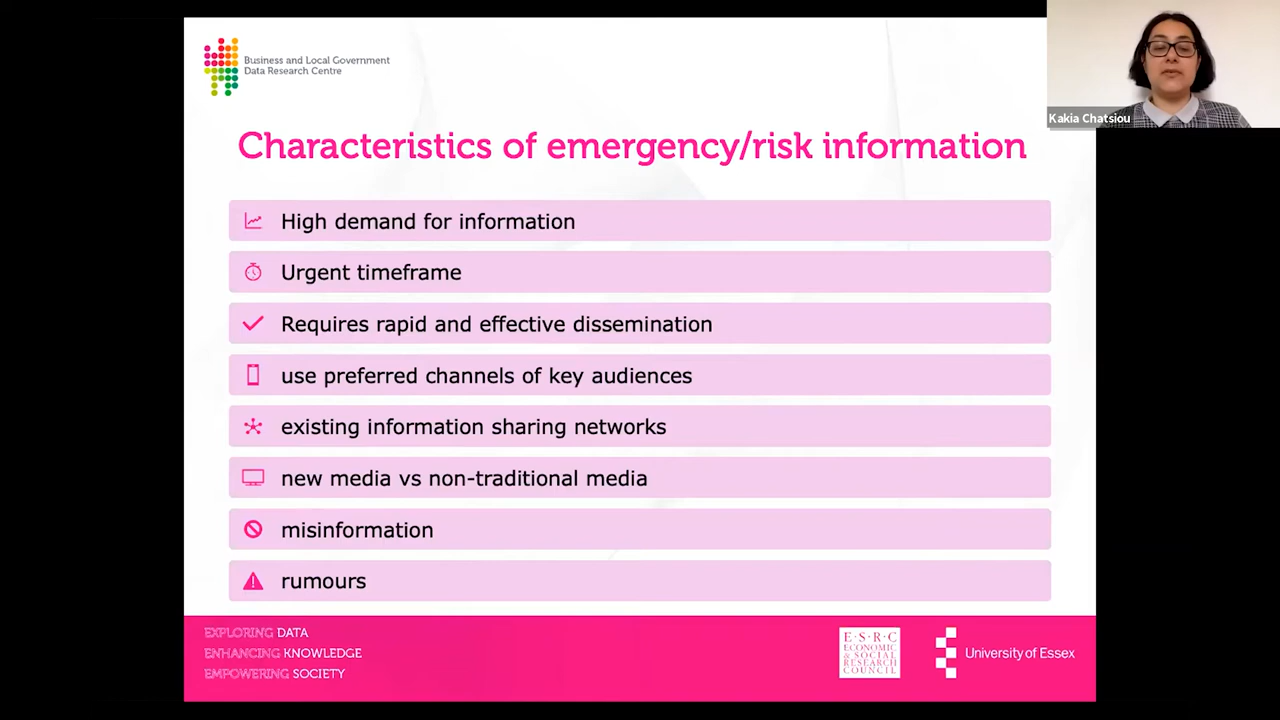 Business and Local Government
Data Research Centre
Kakia Chatsiou
Characteristics of emergency/risk information
High demand for information
Urgent timeframe
Requires rapid and effective dissemination
use preferred channels of key audiences
existing information sharing networks
new media vs non-traditional media
misinformation
rumours
EXPLORING DATA
ENHANCING KNOWLEDGE
EMPOWERING SOCIETY
E·S·R·C
ECONOMIC
& SOCIAL
RESEARCH
COUNCIL
University of Essex